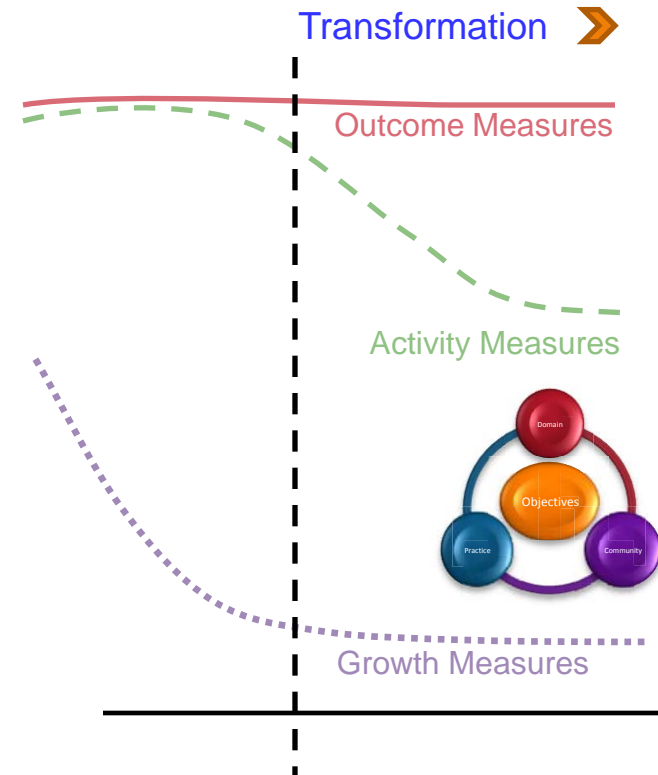 Transformation
Outcome Measures
Activity Measures
Domain
Objectives
Practice
Community
Growth Measures